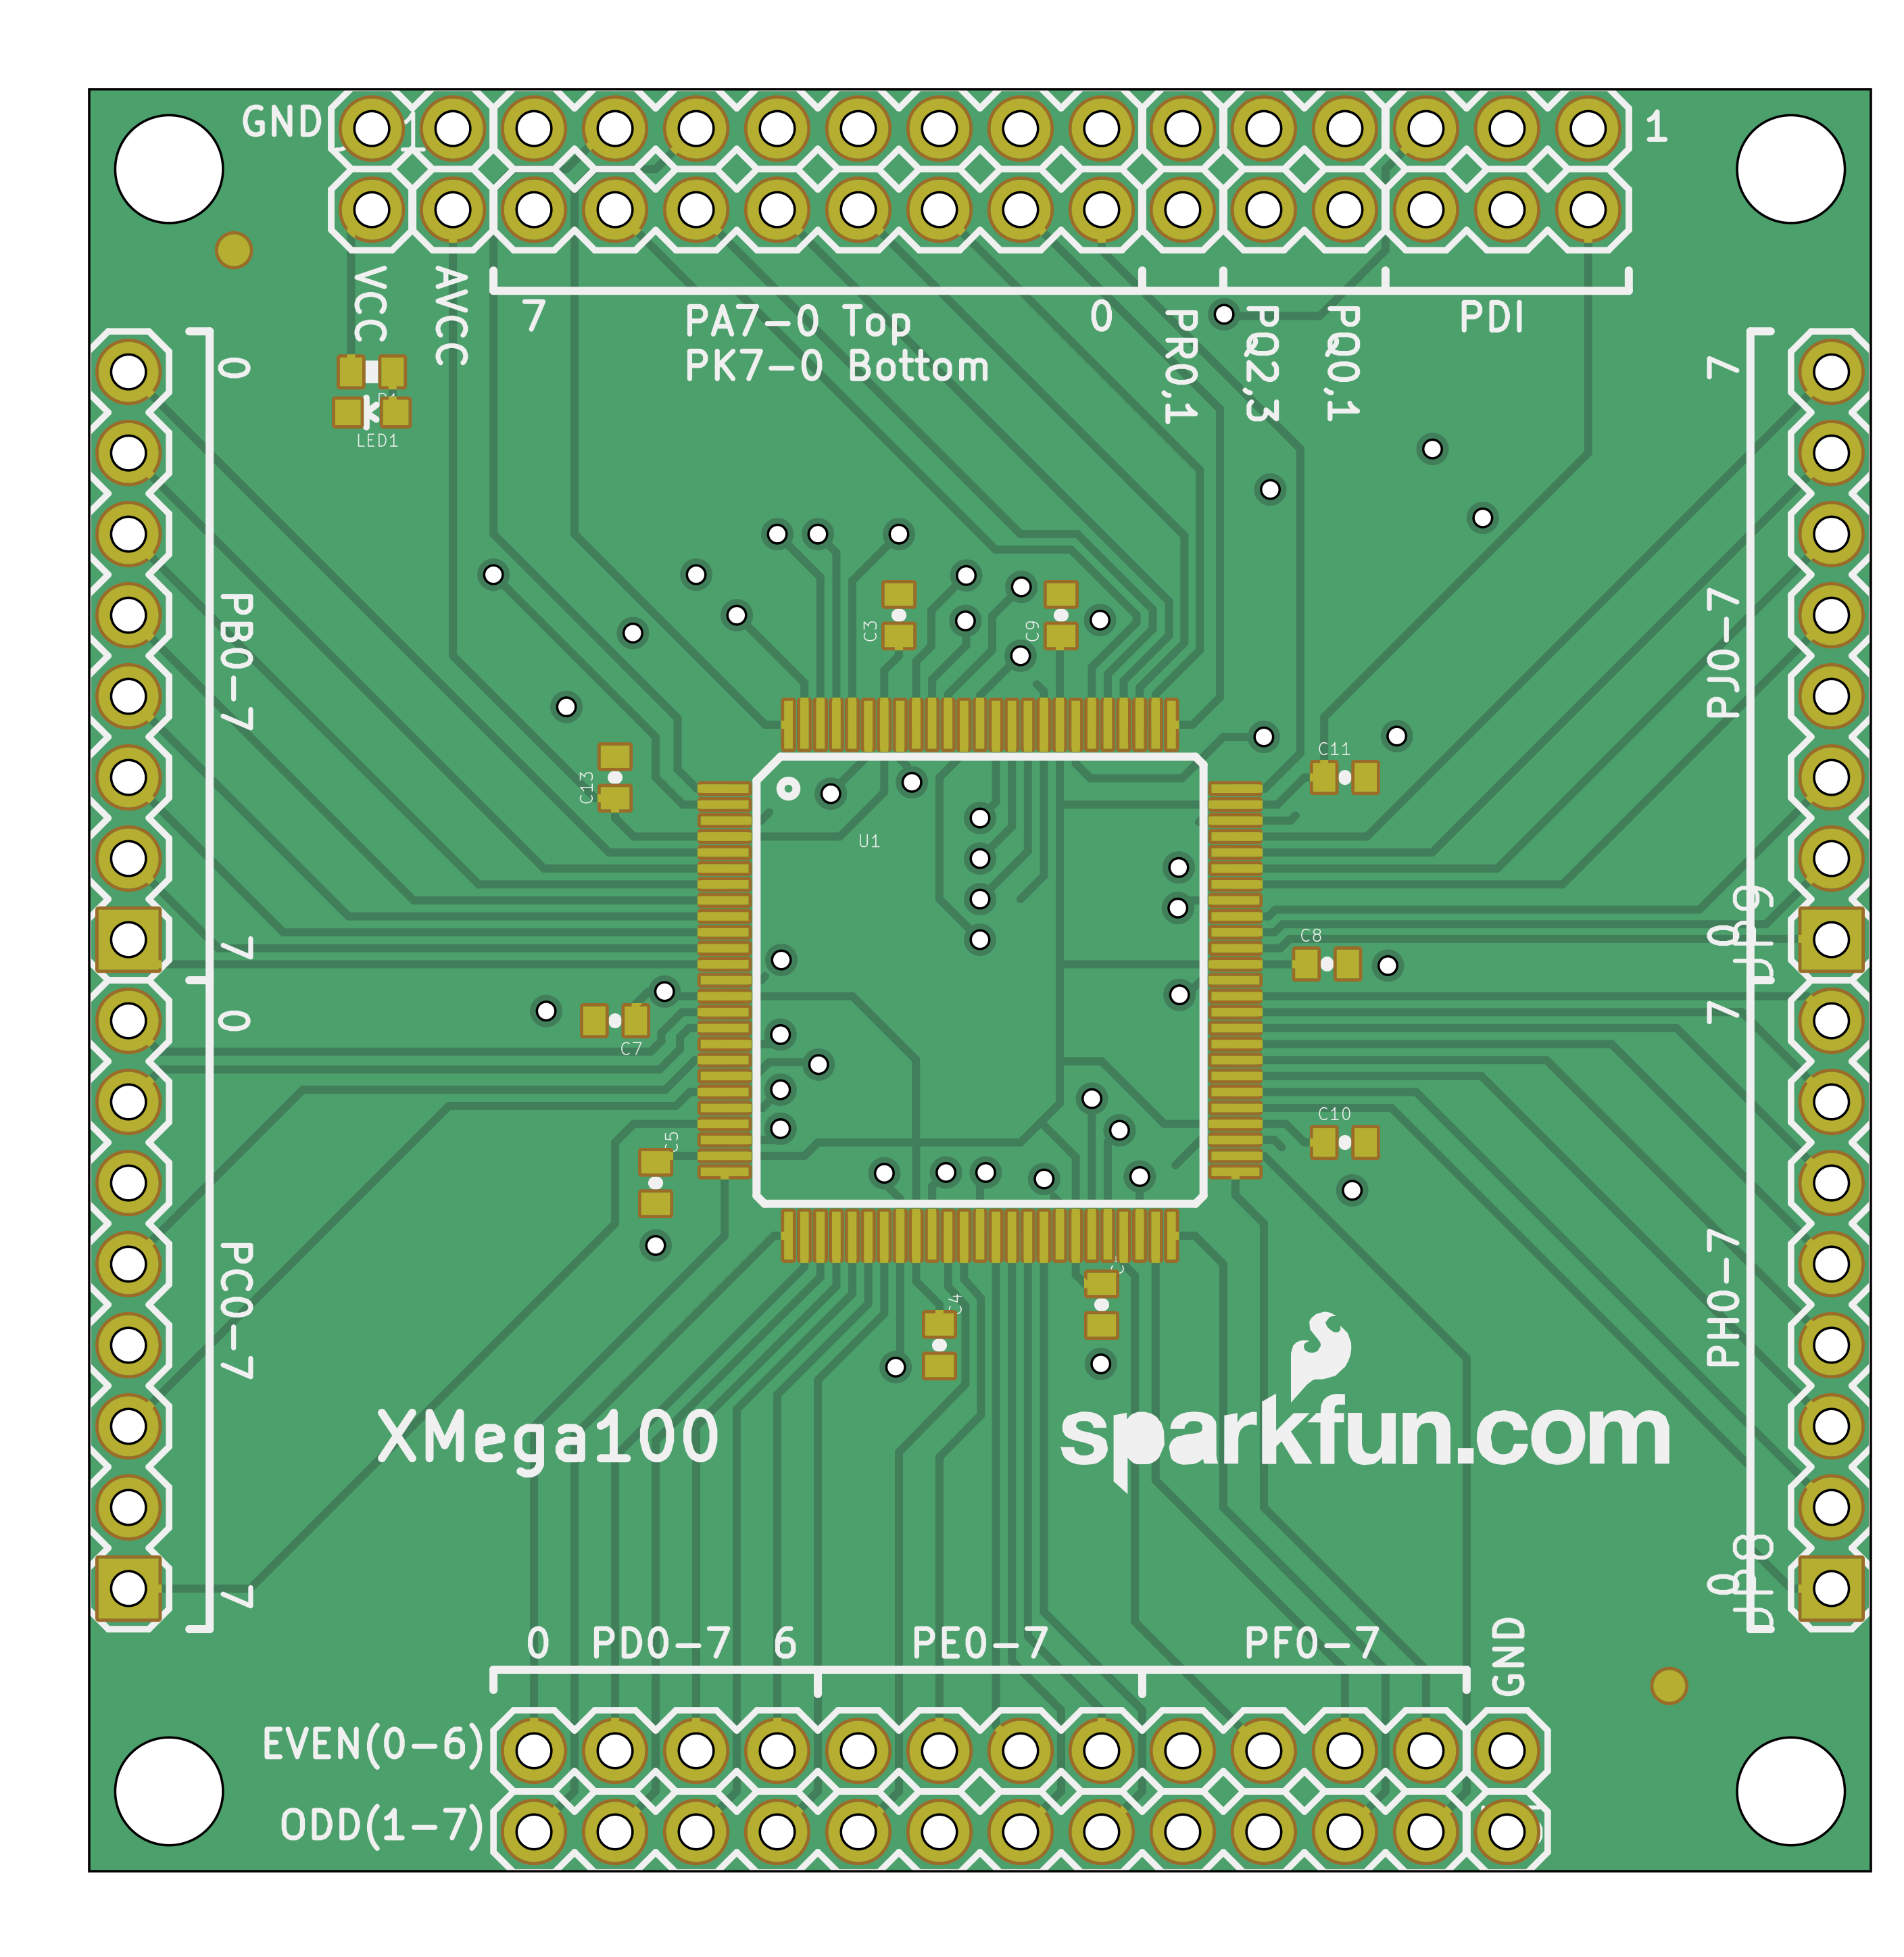 GND
1
1
VCC
AVCC
7
PA7-0 Top
PK7-0 Bottom
0
PR0,1
PQ2,3
PQ0,1
PDI
LED1
0
PB0-7
7
0
PC0-7
7
7
PJ0-7
0
7
PH0-7
0
C3
C9
C11
C13
U1
C8
C7
C10
C5
C4
XMega100
sparkfun.com
0
PD0-7
6
PE0-7
PF0-7
GND
EVEN(0-6)
ODD(1-7)